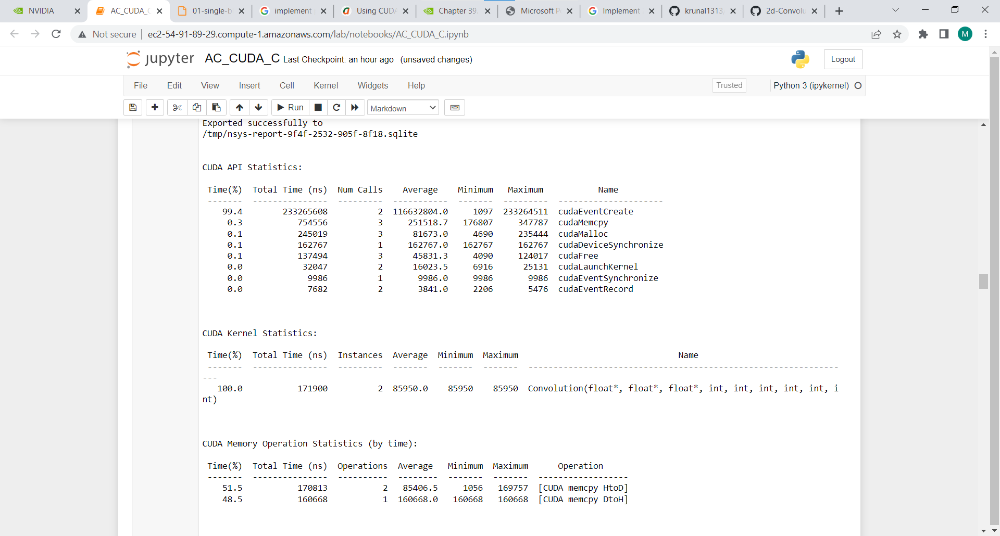 NVIDIA AC_CUDA_C 01-single-b implement Using CUDA Chapter 39. Microsoft P Implement krunal1313 2d-Convolu
Not secure | ec2-54-91-89-29.compute-1.amazonaws.com/lab/notebooks/AC_CUDA_C.ipynb M
jupyter AC_CUDA_C Last Checkpoint: an hour ago (unsaved changes) Logout
File Edit View Insert Cell Kernel Widgets Help Trusted Python 3 (ipykernel)
Run Markdown
Exported successfully to
/tmp/nsys-report-9f4f-2532-905f-8f18.sqlite
CUDA API Statistics:
Time(%) Total Time (ns) Num Calls Average Minimum Maximum Name
------- --------------- --------- ----------- ------- --------- ---------------------
99.4 233265608 2 116632804.0 1097 233264511 cudaEventCreate
0.3 754556 3 251518.7 176807 347787 cudaMemcpy
0.1 245019 3 81673.0 4690 235444 cudaMalloc
0.1 162767 1 162767.0 162767 162767 cudaDeviceSynchronize
0.1 137494 3 45831.3 4090 124017 cudaFree
0.0 32047 2 16023.5 6916 25131 cudaLaunchKernel
0.0 9986 1 9986.0 9986 9986 cudaEventSynchronize
0.0 7682 2 3841.0 2206 5476 cudaEventRecord
CUDA Kernel Statistics:
Time(%) Total Time (ns) Instances Average Minimum Maximum Name
------- --------------- --------- ------- ------- ------- --------------------------------------------------------------
---
100.0 171900 2 85950.0 85950 85950 Convolution(float*, float*, float*, int, int, int, int, int, i
nt)
CUDA Memory Operation Statistics (by time):
Time(%) Total Time (ns) Operations Average Minimum Maximum Operation
------- --------------- ---------- -------- ------- ------- ------------------
51.5 170813 2 85406.5 1056 169757 [CUDA memcpy HtoD]
48.5 160668 1 160668.0 160668 160668 [CUDA memcpy DtoH]